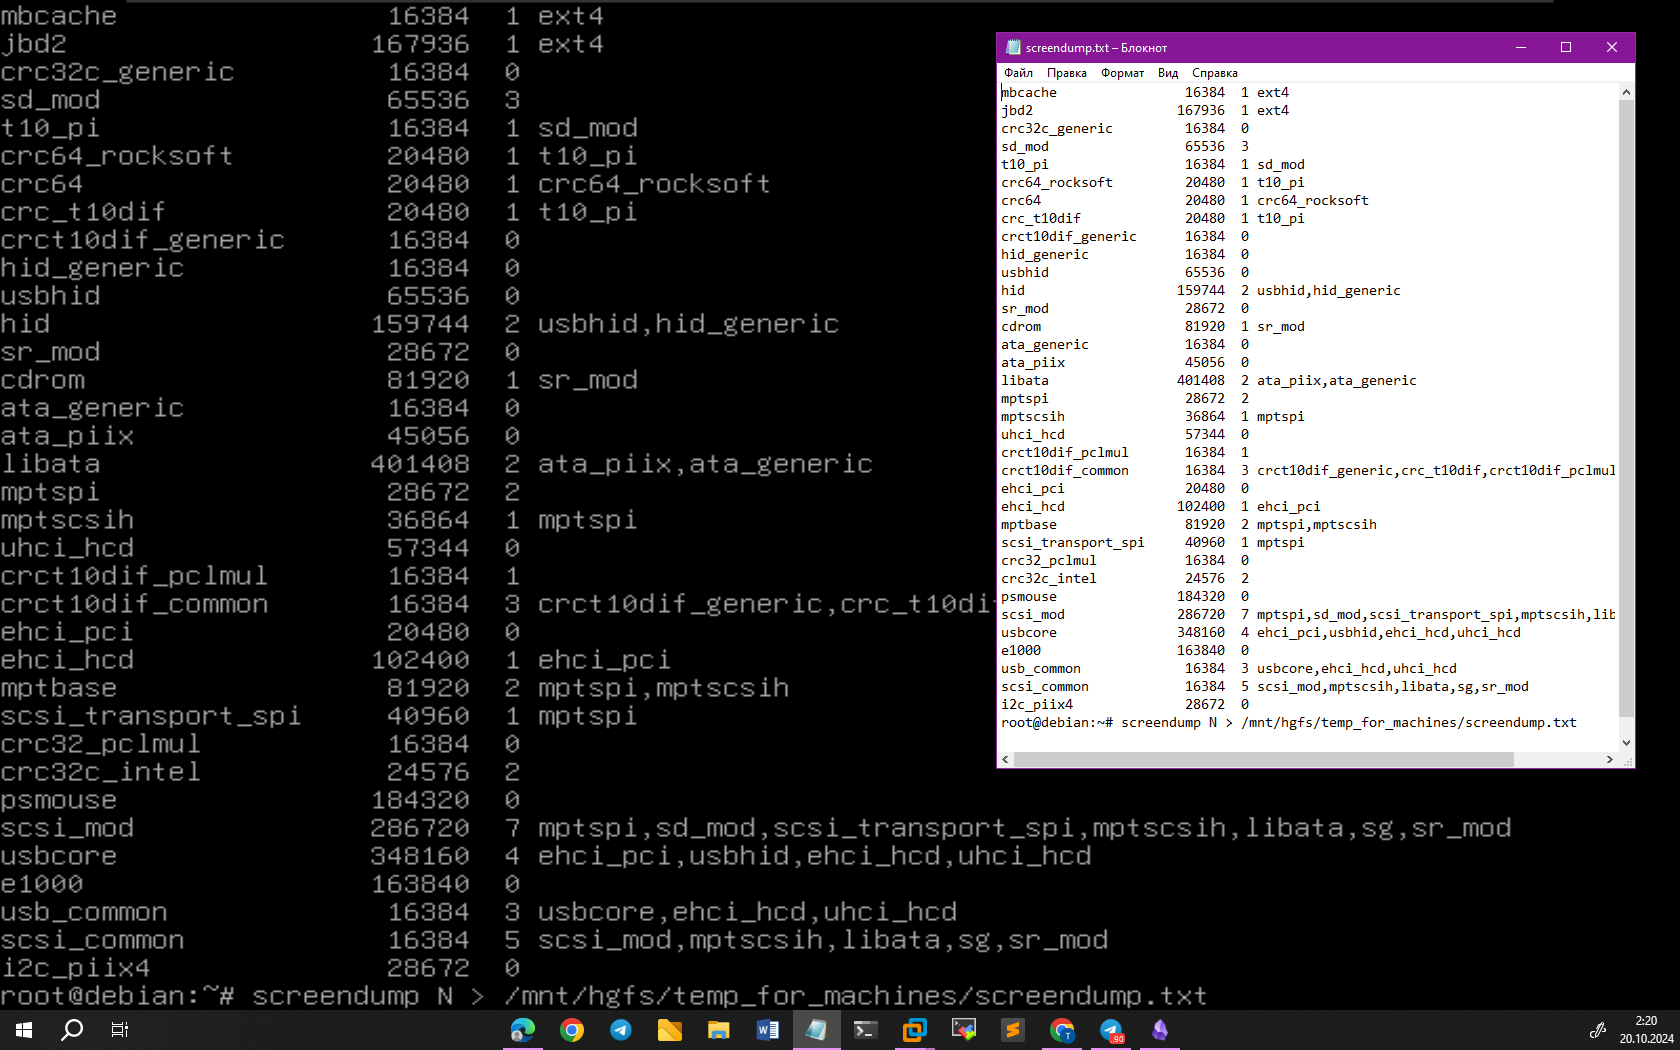 mbcache 16384 1 ext4
jbd2 167936 1 ext4
crc32c_generic 16384 0
sd_mod 65536 3
t10_pi 16384 1 sd_mod
crc64_rocksoft 20480 1 t10_pi
crc64 20480 1 crc64_rocksoft
crc_t10dif 20480 1 t10_pi
crct10dif_generic 16384 0
hid_generic 16384 0
usbhid 65536 0
hid 159744 2 usbhid,hid_generic
sr_mod 28672 0
cdrom 81920 1 sr_mod
ata_generic 16384 0
ata_piix 45056 0
libata 401408 2 ata_piix,ata_generic
mptspi 28672 2
mptscsih 36864 1 mptspi
uhci_hcd 57344 0
crct10dif_pclmul 16384 1
crct10dif_common 16384 3 crct10dif_generic,crc_t10di
ehci_pci 20480 0
ehci_hcd 102400 1 ehci_pci
mptbase 81920 2 mptspi,mptscsih
scsi_transport_spi 40960 1 mptspi
crc32_pclmul 16384 0
crc32c_intel 24576 2
psmouse 184320 0
scsi_mod 286720 7 mptspi,sd_mod,scsi_transport_spi,mptscsih,libata,sg,sr_mod
usbcore 348160 4 ehci_pci,usbhid,ehci_hcd,uhci_hcd
e1000 163840 0
usb_common 16384 3 usbcore,ehci_hcd,uhci_hcd
scsi_common 16384 5 scsi_mod,mptscsih,libata,sg,sr_mod
i2c_piix4 28672 0
root@debian:~# screendump N > /mnt/hgfs/temp_for_machines/screendump.txt
screendump.txt – Блокнот
Файл Правка Формат Вид Справка
mbcache 16384 1 ext4
jbd2 167936 1 ext4
crc32c_generic 16384 0
sd_mod 65536 3
t10_pi 16384 1 sd_mod
crc64_rocksoft 20480 1 t10_pi
crc64 20480 1 crc64_rocksoft
crc_t10dif 20480 1 t10_pi
crct10dif_generic 16384 0
hid_generic 16384 0
usbhid 65536 0
hid 159744 2 usbhid,hid_generic
sr_mod 28672 0
cdrom 81920 1 sr_mod
ata_generic 16384 0
ata_piix 45056 0
libata 401408 2 ata_piix,ata_generic
mptspi 28672 2
mptscsih 36864 1 mptspi
uhci_hcd 57344 0
crct10dif_pclmul 16384 1
crct10dif_common 16384 3 crct10dif_generic,crc_t10dif,crct10dif_pclmul
ehci_pci 20480 0
ehci_hcd 102400 1 ehci_pci
mptbase 81920 2 mptspi,mptscsih
scsi_transport_spi 40960 1 mptspi
crc32_pclmul 16384 0
crc32c_intel 24576 2
psmouse 184320 0
scsi_mod 286720 7 mptspi,sd_mod,scsi_transport_spi,mptscsih,lib
usbcore 348160 4 ehci_pci,usbhid,ehci_hcd,uhci_hcd
e1000 163840 0
usb_common 16384 3 usbcore,ehci_hcd,uhci_hcd
scsi_common 16384 5 scsi_mod,mptscsih,libata,sg,sr_mod
i2c_piix4 28672 0
root@debian:~# screendump N > /mnt/hgfs/temp_for_machines/screendump.txt
2:20
20.10.2024